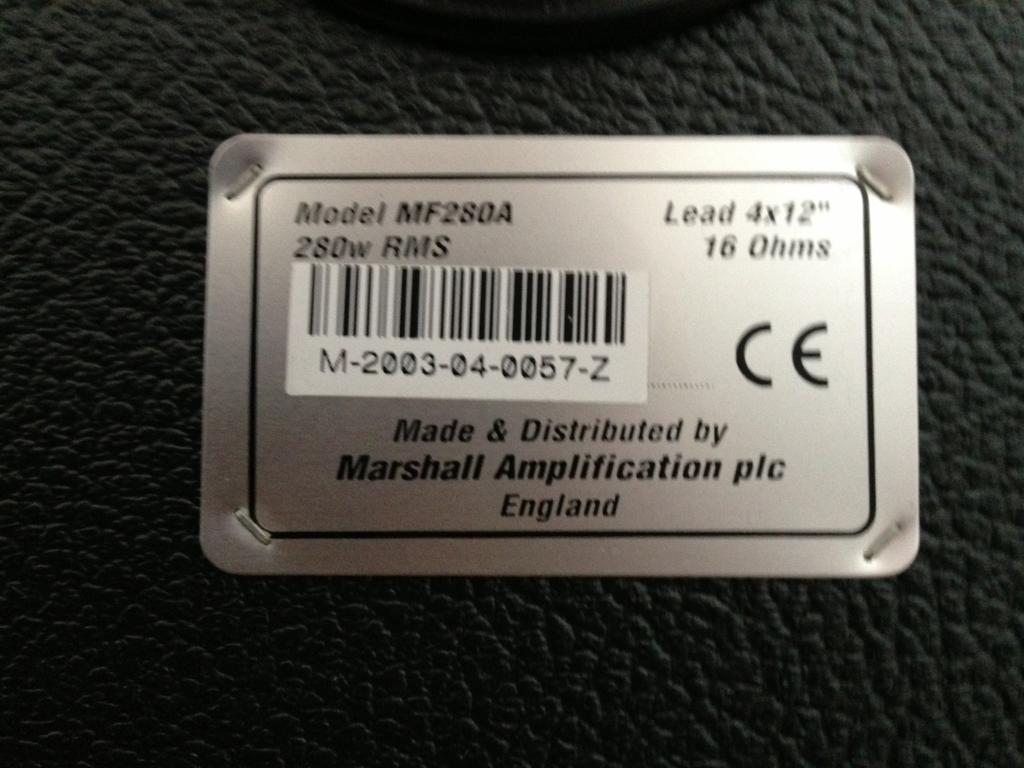 Model MF280A Lead 4x12"
280w RMS 16 Ohms
M-2003-04-0057-Z
CE
Made & Distributed by
Marshall Amplification plc
England